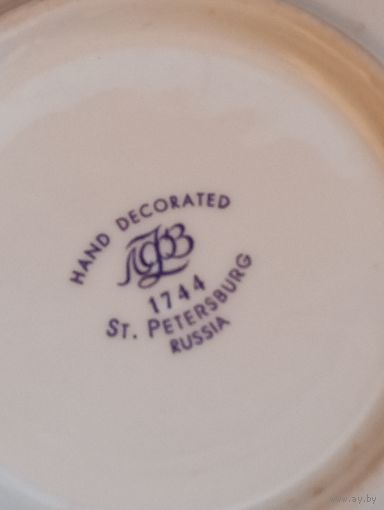 HAND DECORATED
ЛФЗ
1744
ST. PETERSBURG
RUSSIA
www.ay.by